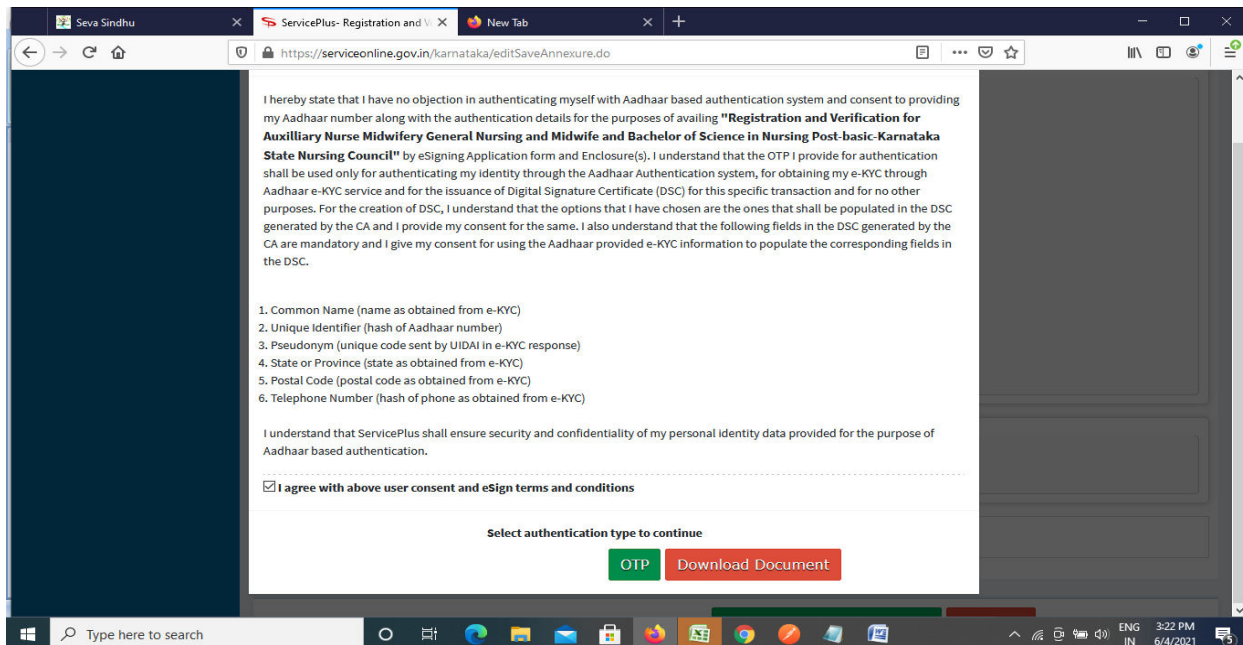 Seva Sindhu
ServicePlus- Registration and V
New Tab
https://serviceonline.gov.in/karnataka/editSaveAnnexure.do
I hereby state that I have no objection in authenticating myself with Aadhaar based authentication system and consent to providing
my Aadhaar number along with the authentication details for the purposes of availing "Registration and Verification for
Auxilliary Nurse Midwifery General Nursing and Midwife and Bachelor of Science in Nursing Post-basic-Karnataka
State Nursing Council" by eSigning Application form and Enclosure(s). I understand that the OTP I provide for authentication
shall be used only for authenticating my identity through the Aadhaar Authentication system, for obtaining my e-KYC through
Aadhaar e-KYC service and for the issuance of Digital Signature Certificate (DSC) for this specific transaction and for no other
purposes. For the creation of DSC, I understand that the options that I have chosen are the ones that shall be populated in the DSC
generated by the CA and I provide my consent for the same. I also understand that the following fields in the DSC generated by the
CA are mandatory and I give my consent for using the Aadhaar provided e-KYC information to populate the corresponding fields in
the DSC.
1. Common Name (name as obtained from e-KYC)
2. Unique Identifier (hash of Aadhaar number)
3. Pseudonym (unique code sent by UIDAI in e-KYC response)
4. State or Province (state as obtained from e-KYC)
5. Postal Code (postal code as obtained from e-KYC)
6. Telephone Number (hash of phone as obtained from e-KYC)
I understand that ServicePlus shall ensure security and confidentiality of my personal identity data provided for the purpose of
Aadhaar based authentication.
I agree with above user consent and eSign terms and conditions
Select authentication type to continue
OTP Download Document
Type here to search
ENG
IN
3:22 PM
6/4/2021
5